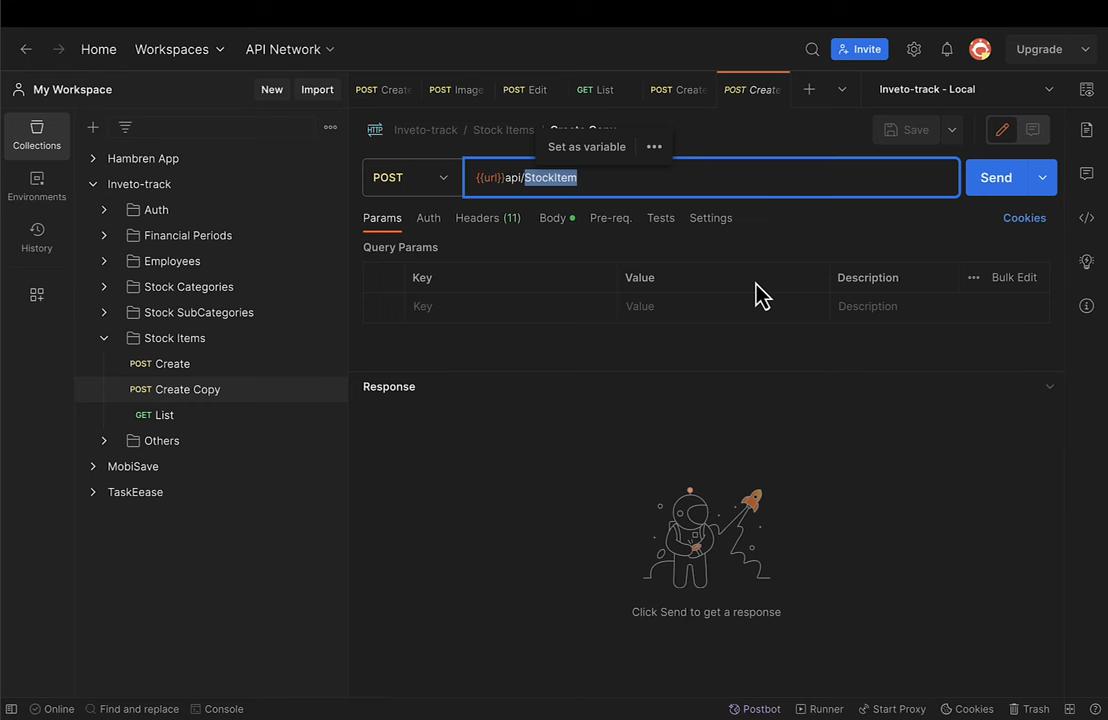 Home Workspaces API Network Invite Upgrade
My Workspace New Import POST Create POST Image POST Edit GET List POST Create POST Create Inveto-track - Local
Collections
Environments
History
Hambren App
Inveto-track
Auth
Financial Periods
Employees
Stock Categories
Stock SubCategories
Stock Items
POST Create
POST Create Copy
GET List
Others
MobiSave
TaskEease
HTTP Inveto-track / Stock Items / Create Copy Save
Set as variable
POST {{url}}api/StockItem Send
Params Auth Headers (11) Body Pre-req. Tests Settings Cookies
Query Params
Key Value Description Bulk Edit
Key Value Description
Response
Click Send to get a response
Online Find and replace Console Postbot Runner Start Proxy Cookies Trash